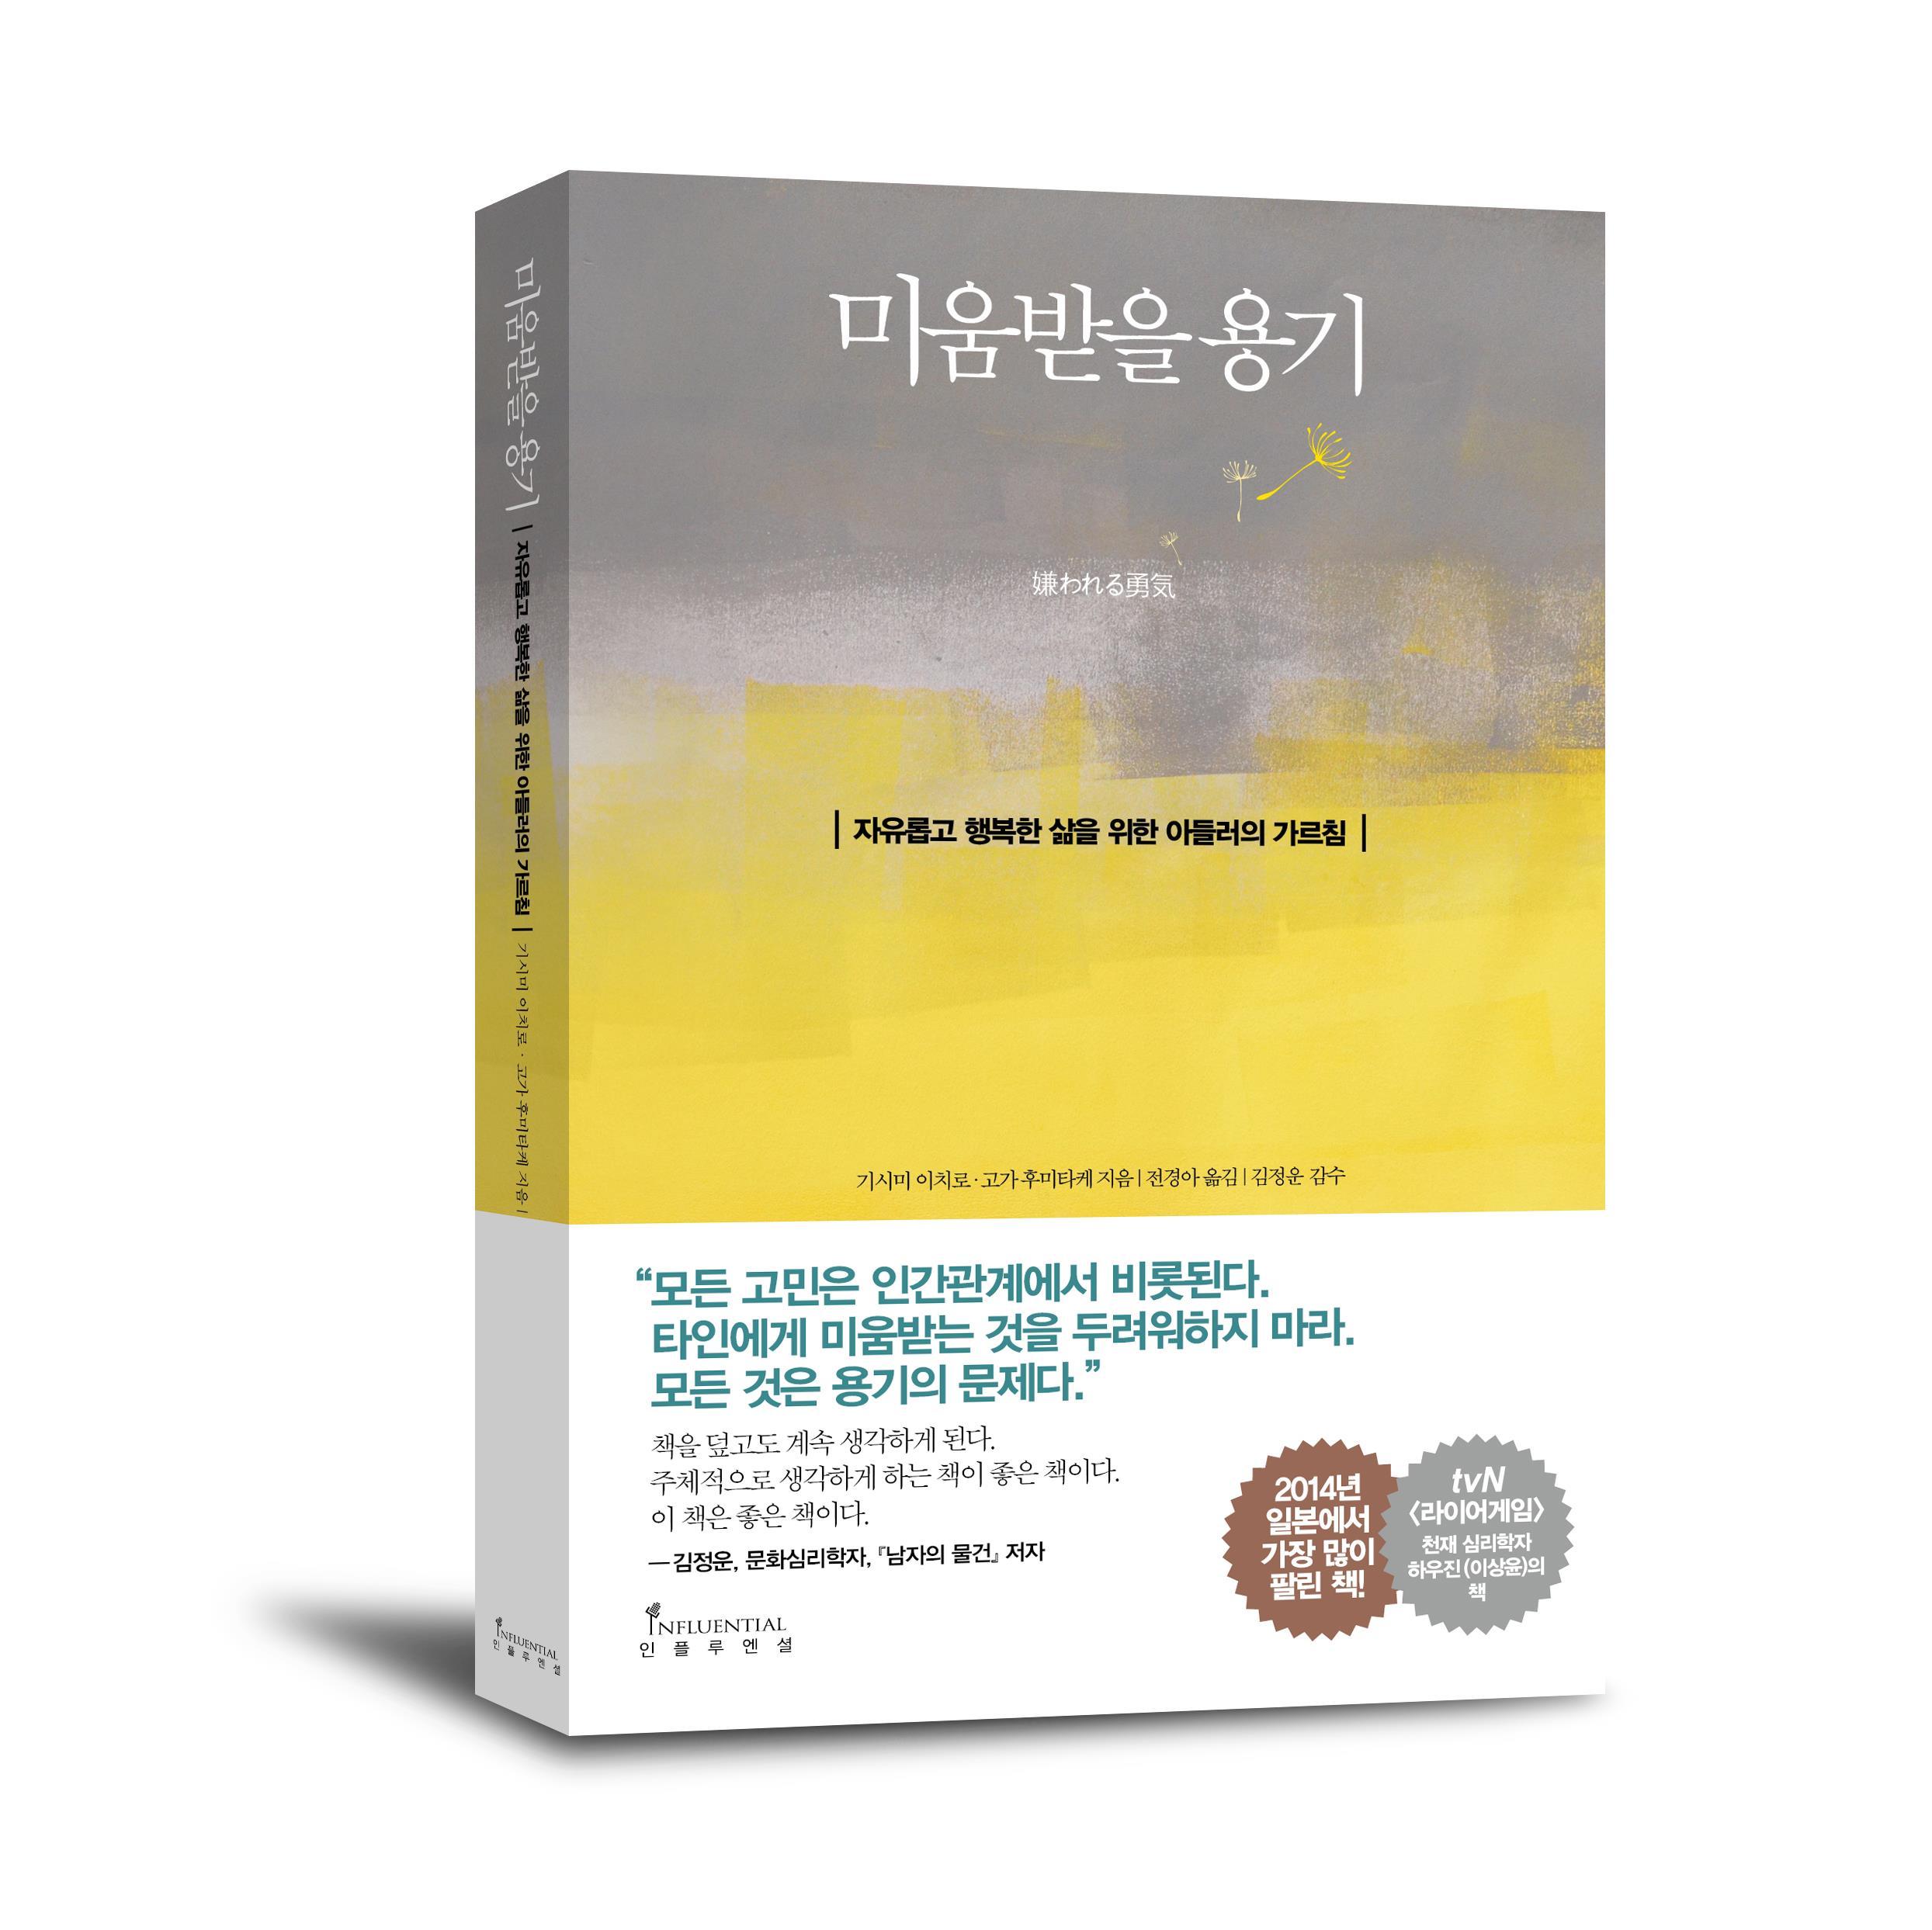 미움받을 용기
嫌われる勇気
| 자유롭고 행복한 삶을 위한 아들러의 가르침 |
기시미 이치로·고가 후미타케 지음 | 전경아 옮김 | 김정운 감수
“모든 고민은 인간관계에서 비롯된다.
타인에게 미움받는 것을 두려워하지 마라.
모든 것은 용기의 문제다.”
책을 덮고도 계속 생각하게 된다.
주체적으로 생각하게 하는 책이 좋은 책이다.
이 책은 좋은 책이다.
—김정운, 문화심리학자, 『남자의 물건』 저자
INFLUENTIAL
인플루엔셜
2014년
일본에서
가장 많이
팔린 책!
tvN
〈라이어게임〉
천재 심리학자
하우진(이상윤)의
책
미움받을 용기 | 자유롭고 행복한 삶을 위한 아들러의 가르침 | 기시미 이치로·고가 후미타케 지음 |
INFLUENTIAL
인플루엔셜